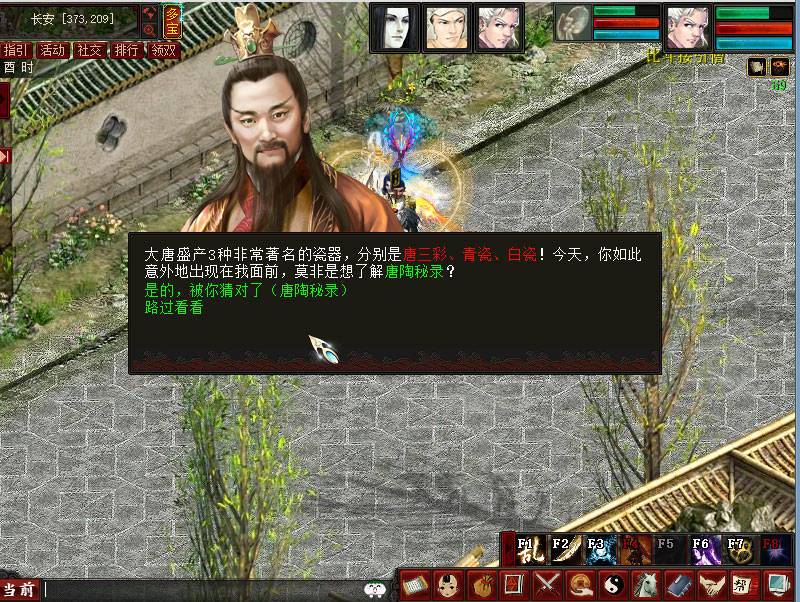 长安 [373,209]
多宝
指引 活动 社交 排行 领双
酉时
大唐盛产3种非常著名的瓷器，分别是唐三彩、青瓷、白瓷！今天，你如此
意外地出现在我面前，莫非是想了解唐陶秘录？
是的，被你猜对了（唐陶秘录）
路过看看
F1 F2 F3 F4 F5 F6 F7 F8
乱
当前
帮